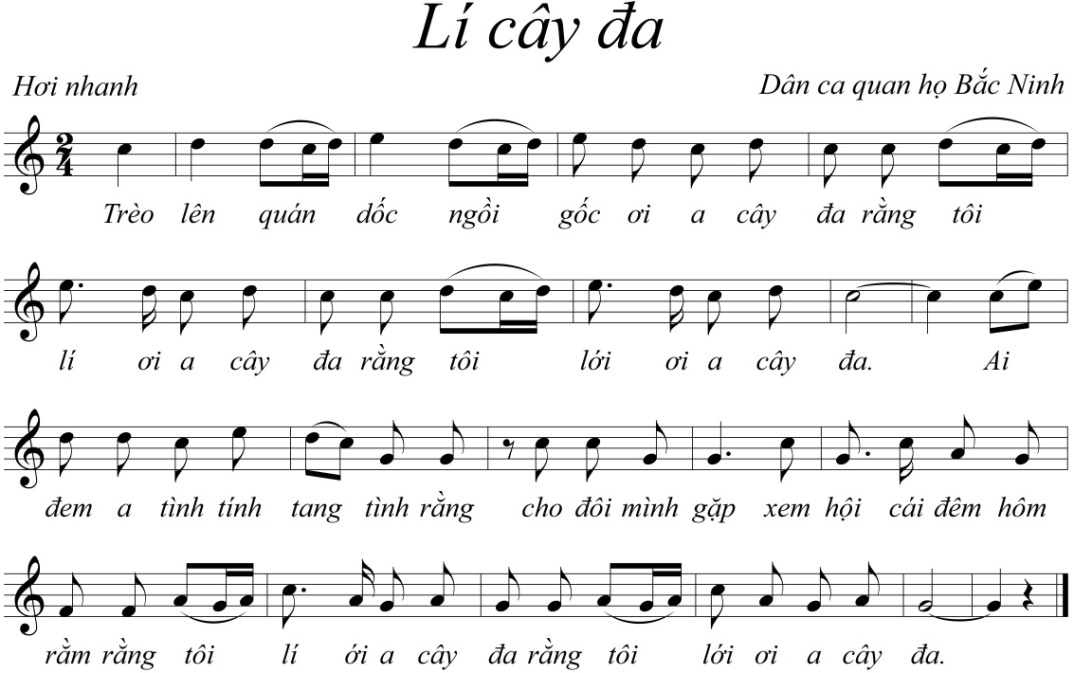 Lí cây đa
Hơi nhanh
Dân ca quan họ Bắc Ninh
2
4
Trèo lên quán dốc ngồi gốc ơi a cây đa rằng tôi
lí ơi a cây đa rằng tôi lới ơi a cây đa. Ai
đem a tình tính tang tình rằng cho đôi mình gặp xem hội cái đêm hôm
rằm rằng tôi lí ới a cây đa rằng tôi lới ơi a cây đa.